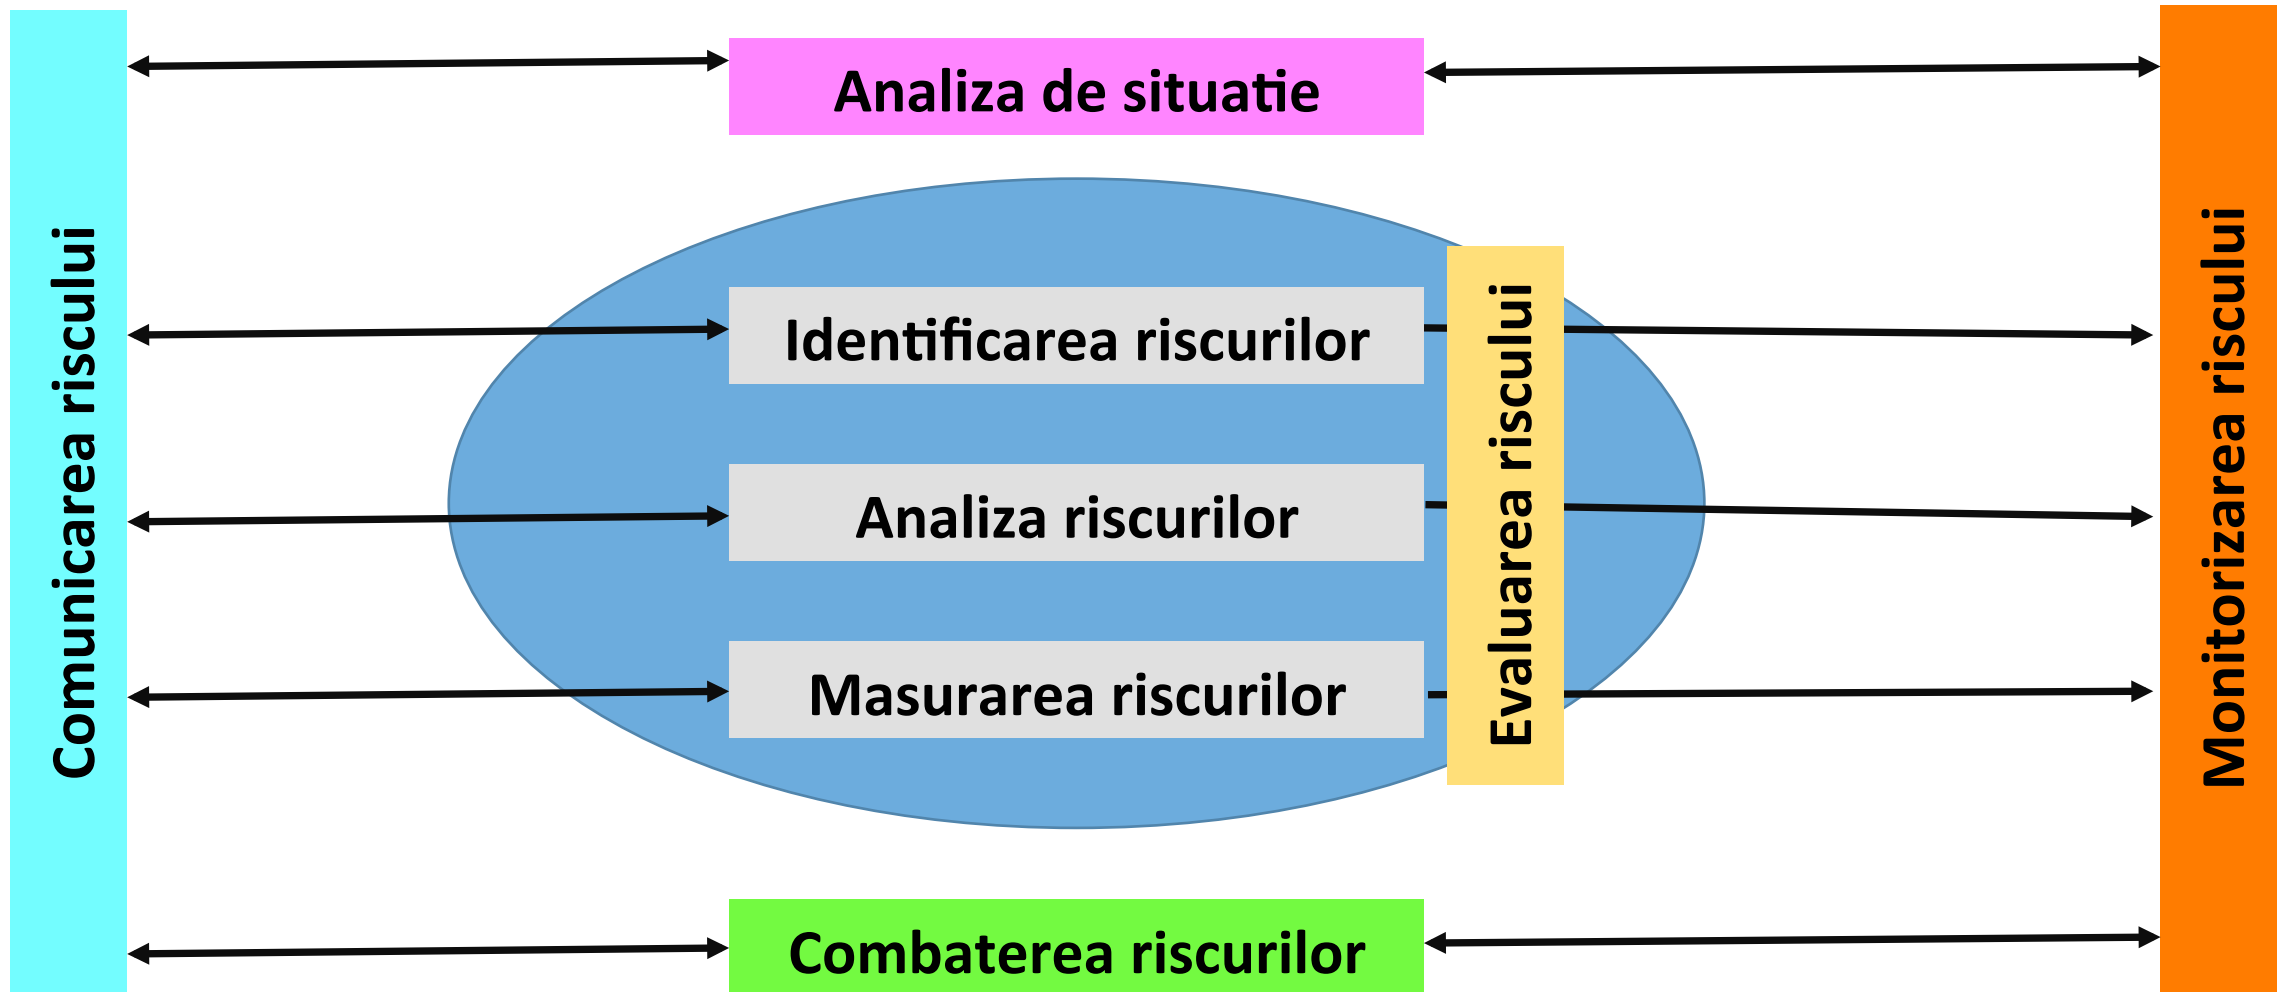 Comunicarea riscului
Analiza de situatie
Identificarea riscurilor
Analiza riscurilor
Masurarea riscurilor
Evaluarea riscului
Combaterea riscurilor
Monitorizarea riscului